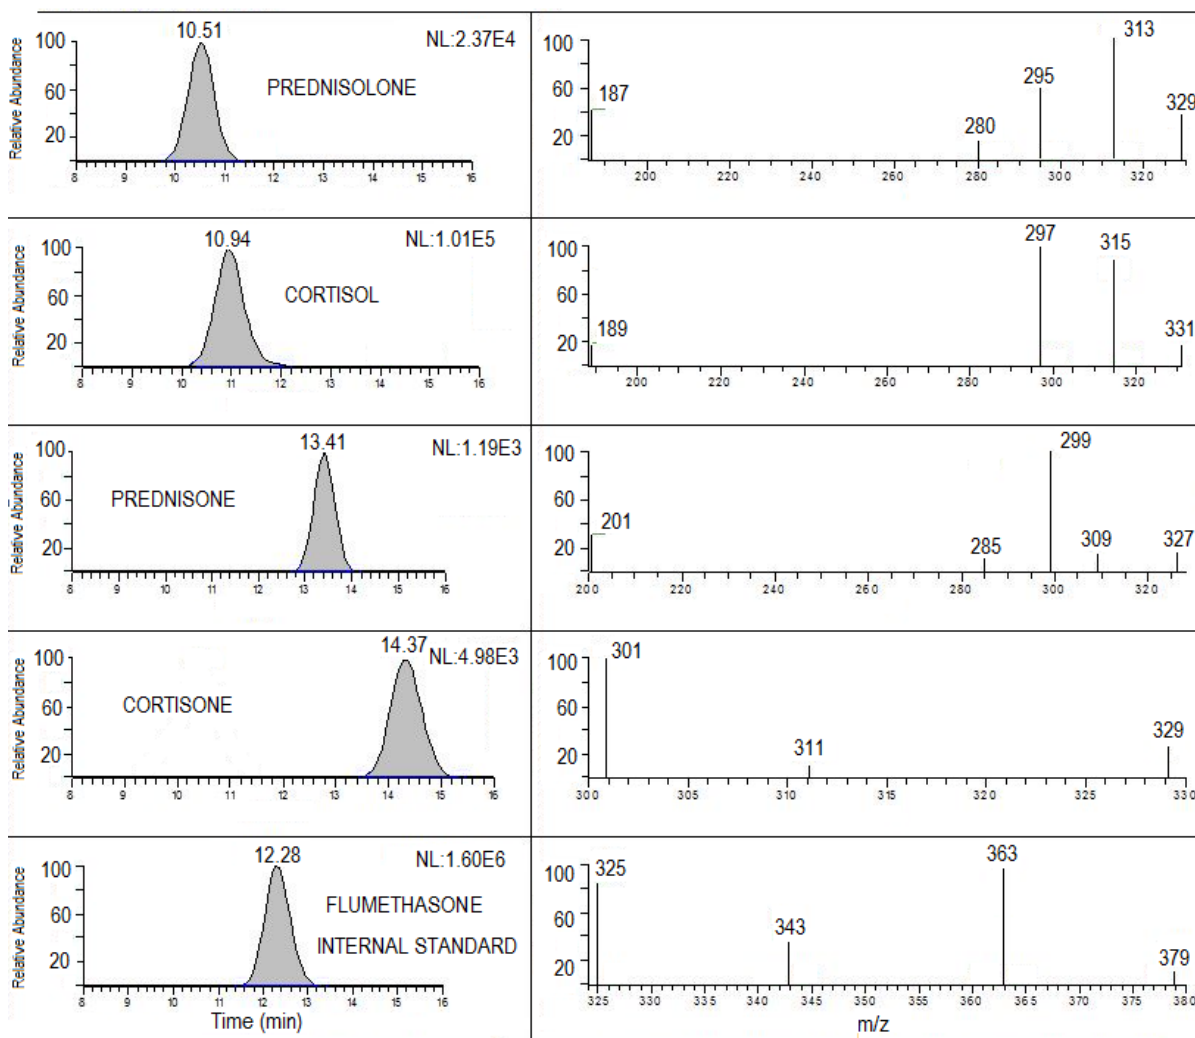 10.51
NL:2.37E4
PREDNISOLONE
Relative Abundance
100
60
20
8 9 10 11 12 13 14 15 16
100
60
20
187
280
295
313
329
200 220 240 260 280 300 320
10.94
NL:1.01E5
CORTISOL
Relative Abundance
100
60
20
8 9 10 11 12 13 14 15 16
100
60
20
189
297
315
331
200 220 240 260 280 300 320
13.41
NL:1.19E3
PREDNISONE
Relative Abundance
100
60
20
8 9 10 11 12 13 14 15 16
100
60
20
201
285
299
309
327
200 220 240 260 280 300 320
14.37
NL:4.98E3
CORTISONE
Relative Abundance
100
60
20
8 9 10 11 12 13 14 15 16
100
60
20
301
311
329
300 305 310 315 320 325 330
12.28
NL:1.60E6
FLUMETHASONE
INTERNAL STANDARD
Relative Abundance
100
60
20
8 9 10 11 12 13 14 15 16
Time (min)
100
60
20
325
343
363
379
325 330 335 340 345 350 355 360 365 370 375 380
m/z